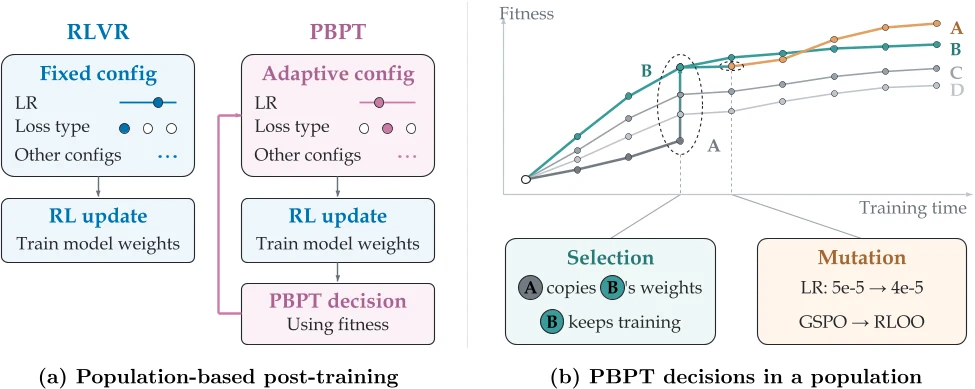 RLVR
Fixed config
LR
Loss type
Other configs ...
RL update
Train model weights
PBPT
Adaptive config
LR
Loss type
Other configs ...
RL update
Train model weights
PBPT decision
Using fitness
(a) Population-based post-training
Fitness
B
A
A
B
C
D
Training time
Selection
A copies B's weights
B keeps training
Mutation
LR: 5e-5 → 4e-5
GSPO → RLOO
(b) PBPT decisions in a population